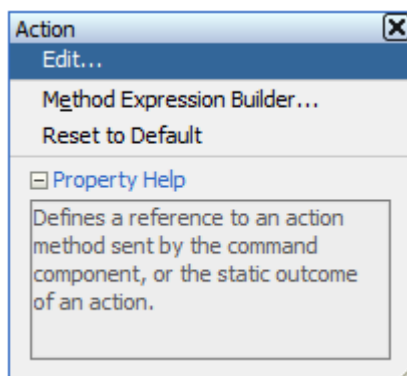 Action
Edit...
Method Expression Builder...
Reset to Default
Property Help
Defines a reference to an action
method sent by the command
component, or the static outcome
of an action.